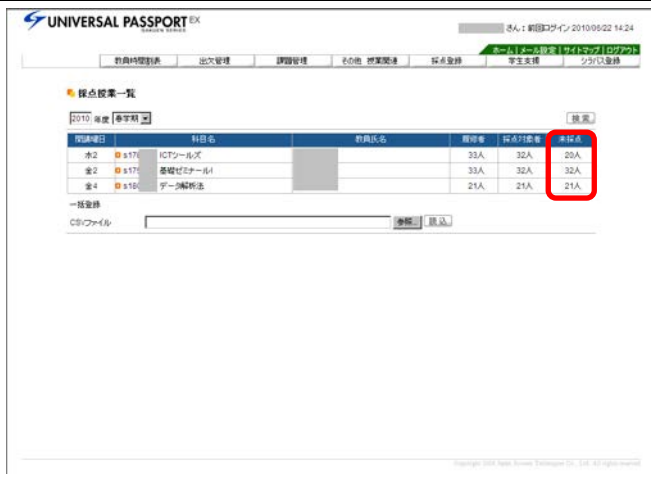 UNIVERSAL PASSPORT EX
GAKUEN SERIES
さん：前回ログイン 2010/06/22 14:24
ホーム | メール設定 | サイトマップ | ログアウト
教員時間割表 出欠管理 課題管理 その他 授業関連 採点登録 学生支援 シラバス登録
採点授業一覧
2010 年度 春学期 検索
開講曜日 科目名 教員氏名 履修者 採点対象者 未採点
水2 s176 ICTツールズ 33人 32人 20人
金2 s175 基礎ゼミナールI 33人 32人 32人
金4 s180 データ解析法 21人 21人 21人
一括登録
CSVファイル 参照... 読込